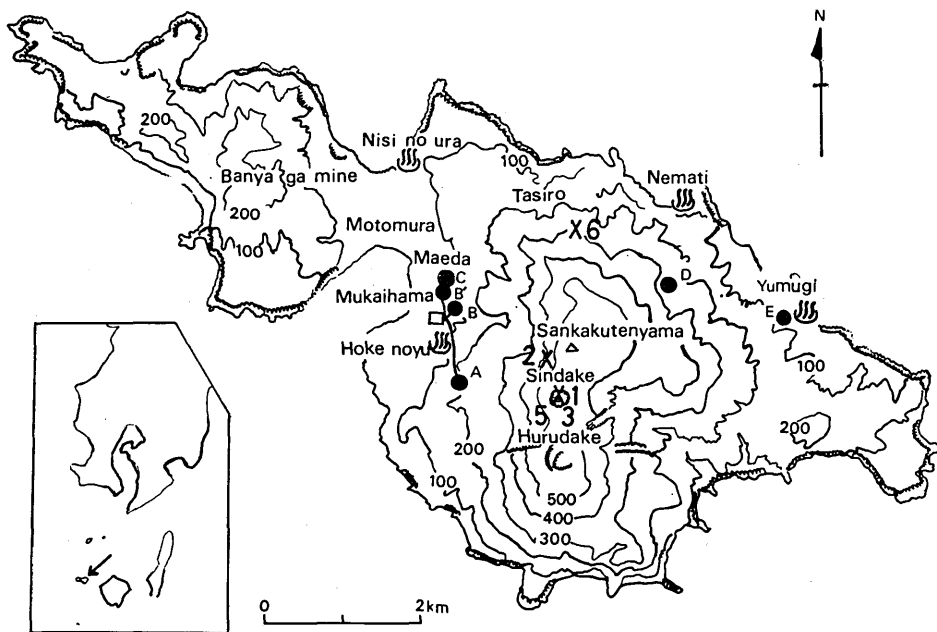 N
200
Nisi no ura
100
Nemati
Banya ga mine
Tasiro
200
X6
Motomura
100
Maeda
C
D
Mukaihama
B'
B
Yumugi
E
Sankakutenyama
Hoke noyu
2X
100
A
Sindake
X1
5 3
200
Hurudake
200
100
500
400
300
0 2km